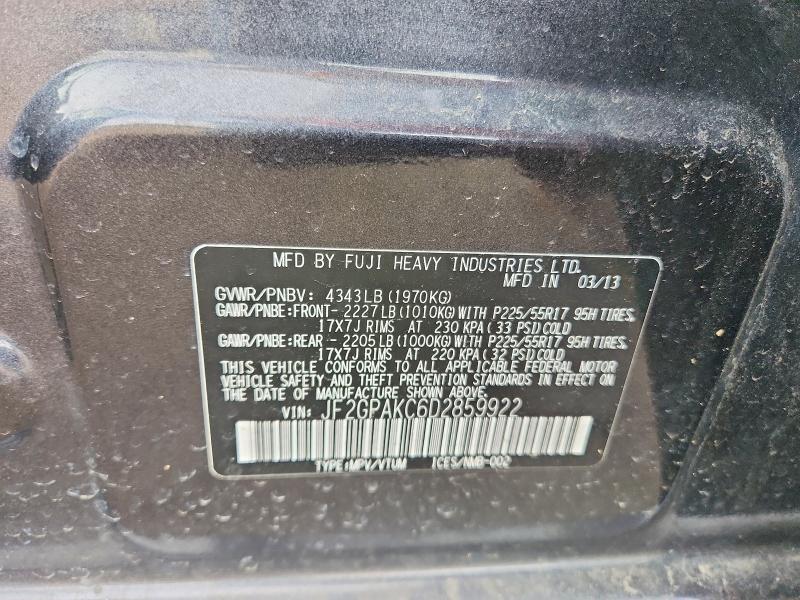 MFD BY FUJI HEAVY INDUSTRIES LTD.
MFD IN 03/13
GVWR/PNBV: 4343LB (1970KG)
GAWR/PNBE:FRONT- 2227LB (1010KG) WITH P225/55R17 95H TIRES,
17X7J RIMS AT 230 KPA (33 PSI) COLD
GAWR/PNBE:REAR - 2205LB (1000KG) WITH P225/55R17 95H TIRES,
17X7J RIMS AT 220 KPA (32 PSI) COLD
THIS VEHICLE CONFORMS TO ALL APPLICABLE FEDERAL MOTOR
VEHICLE SAFETY AND THEFT PREVENTION STANDARDS IN EFFECT
ON THE DATE OF MANUFACTURE SHOWN ABOVE.
VIN: JF2GPAKC6D2859922
TYPE:MPV/VTUM ICES/NMB-002